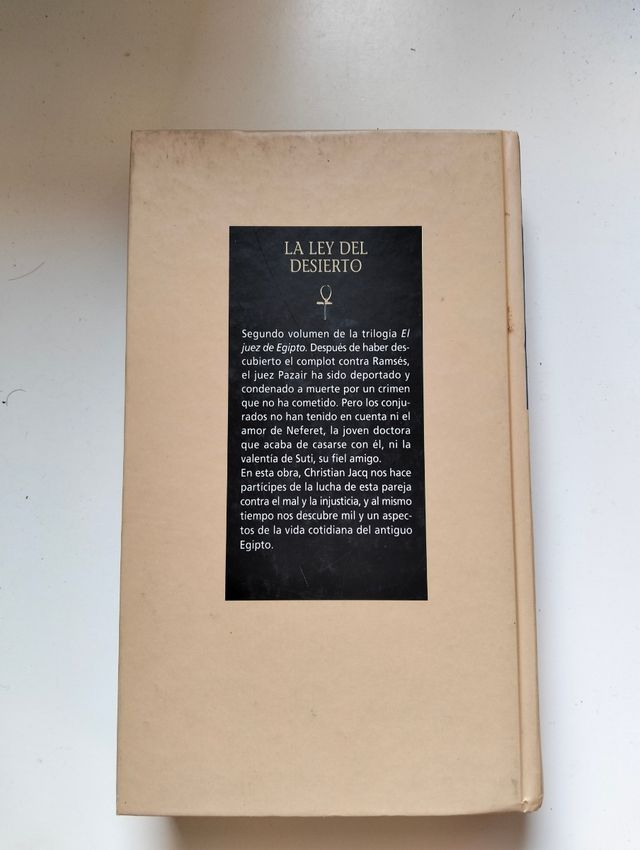 LA LEY DEL
DESIERTO
Segundo volumen de la trilogía El
juez de Egipto. Después de haber des-
cubierto el complot contra Ramsés,
el juez Pazair ha sido deportado y
condenado a muerte por un crimen
que no ha cometido. Pero los conju-
rados no han tenido en cuenta ni el
amor de Neferet, la joven doctora
que acaba de casarse con él, ni la
valentía de Suti, su fiel amigo.
En esta obra, Christian Jacq nos hace
partícipes de la lucha de esta pareja
contra el mal y la injusticia, y al mismo
tiempo nos descubre mil y un aspec-
tos de la vida cotidiana del antiguo
Egipto.